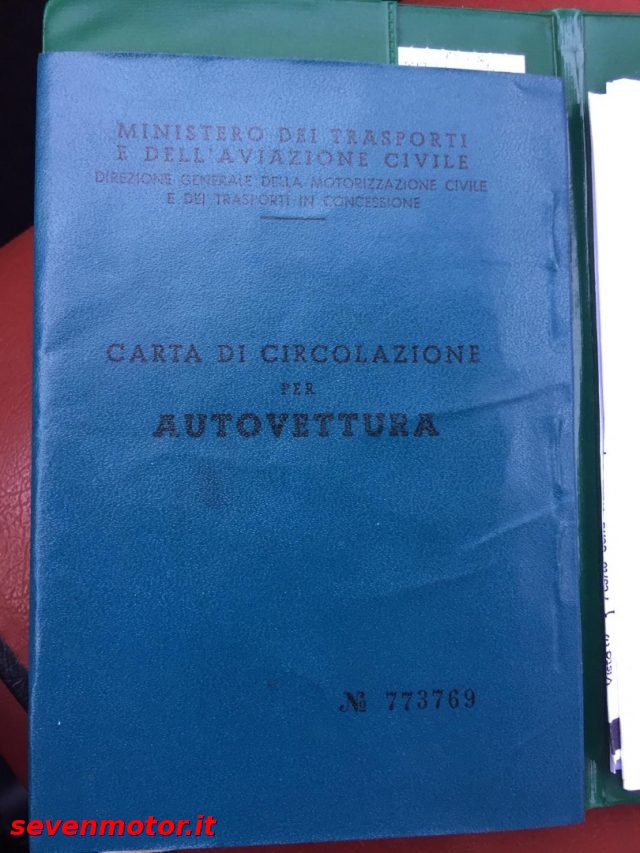 MINISTERO DEI TRASPORTI
E DELL'AVIAZIONE CIVILE
DIREZIONE GENERALE DELLA MOTORIZZAZIONE CIVILE
E DEI TRASPORTI IN CONCESSIONE
CARTA DI CIRCOLAZIONE
PER
AUTOVETTURA
№ 773769
sevenmotor.it